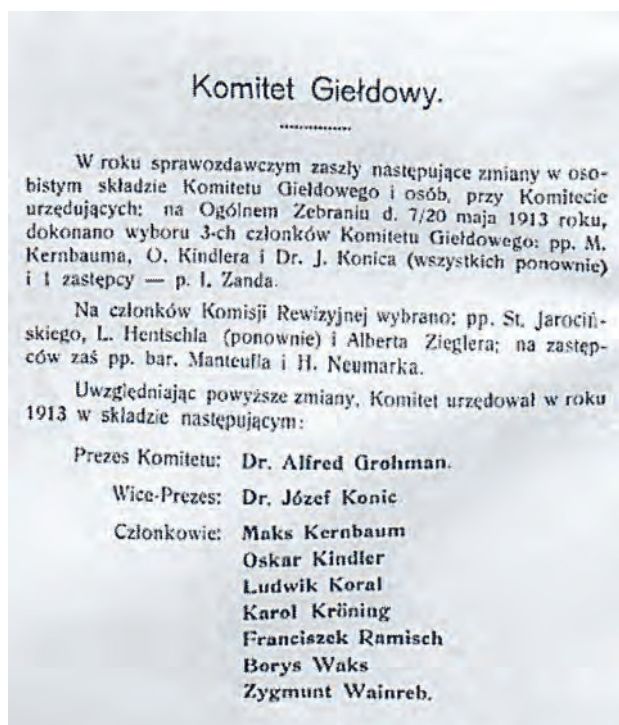 Komitet Giełdowy.
W roku sprawozdawczym zaszły następujące zmiany w oso-
bistym składzie Komitetu Giełdowego i osób, przy Komitecie
urzędujących: na Ogólnem Zebraniu d. 7/20 maja 1913 roku,
dokonano wyboru 3-ch członków Komitetu Giełdowego: pp. M.
Kernbauma, O. Kindlera i Dr. J. Konica (wszystkich ponownie)
i 1 zastępcy — p. I. Zanda.
Na członków Komisji Rewizyjnej wybrano: pp. St. Jarociń-
skiego, L. Hentschla (ponownie) i Alberta Zieglera; na zastęp-
ców zaś pp. bar. Manteufla i H. Neumarka.
Uwzględniając powyższe zmiany, Komitet urzędował w roku
1913 w składzie następującym:
Prezes Komitetu: Dr. Alfred Grohman.
Wice-Prezes: Dr. Józef Konic
Członkowie: Maks Kernbaum
Oskar Kindler
Ludwik Koral
Karol Kröning
Franciszek Ramisch
Borys Waks
Zygmunt Wainreb.